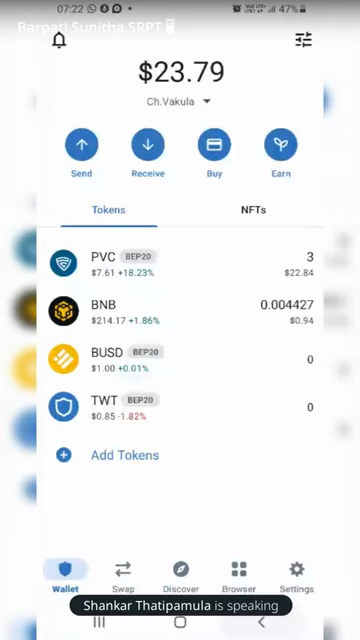 07:22
47%
Barpati Sunitha SRPT
$23.79
Ch.Vakula
Send Receive Buy Earn
Tokens NFTs
PVC BEP20 3
$7.61 +18.23% $22.84
BNB 0.004427
$214.17 +1.86% $0.94
BUSD BEP20 0
$1.00 +0.01%
TWT BEP20 0
$0.85 -1.82%
Add Tokens
Wallet Swap Discover Browser Settings
Shankar Thatipamula is speaking